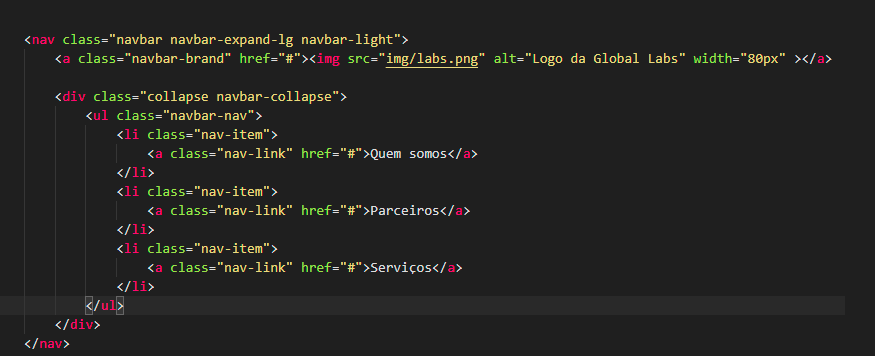 <nav class="navbar navbar-expand-lg navbar-light">
<a class="navbar-brand" href="#"><img src="img/labs.png" alt="Logo da Global Labs" width="80px" ></a>
<div class="collapse navbar-collapse">
<ul class="navbar-nav">
<li class="nav-item">
<a class="nav-link" href="#">Quem somos</a>
</li>
<li class="nav-item">
<a class="nav-link" href="#">Parceiros</a>
</li>
<li class="nav-item">
<a class="nav-link" href="#">Serviços</a>
</li>
</ul>
</div>
</nav>